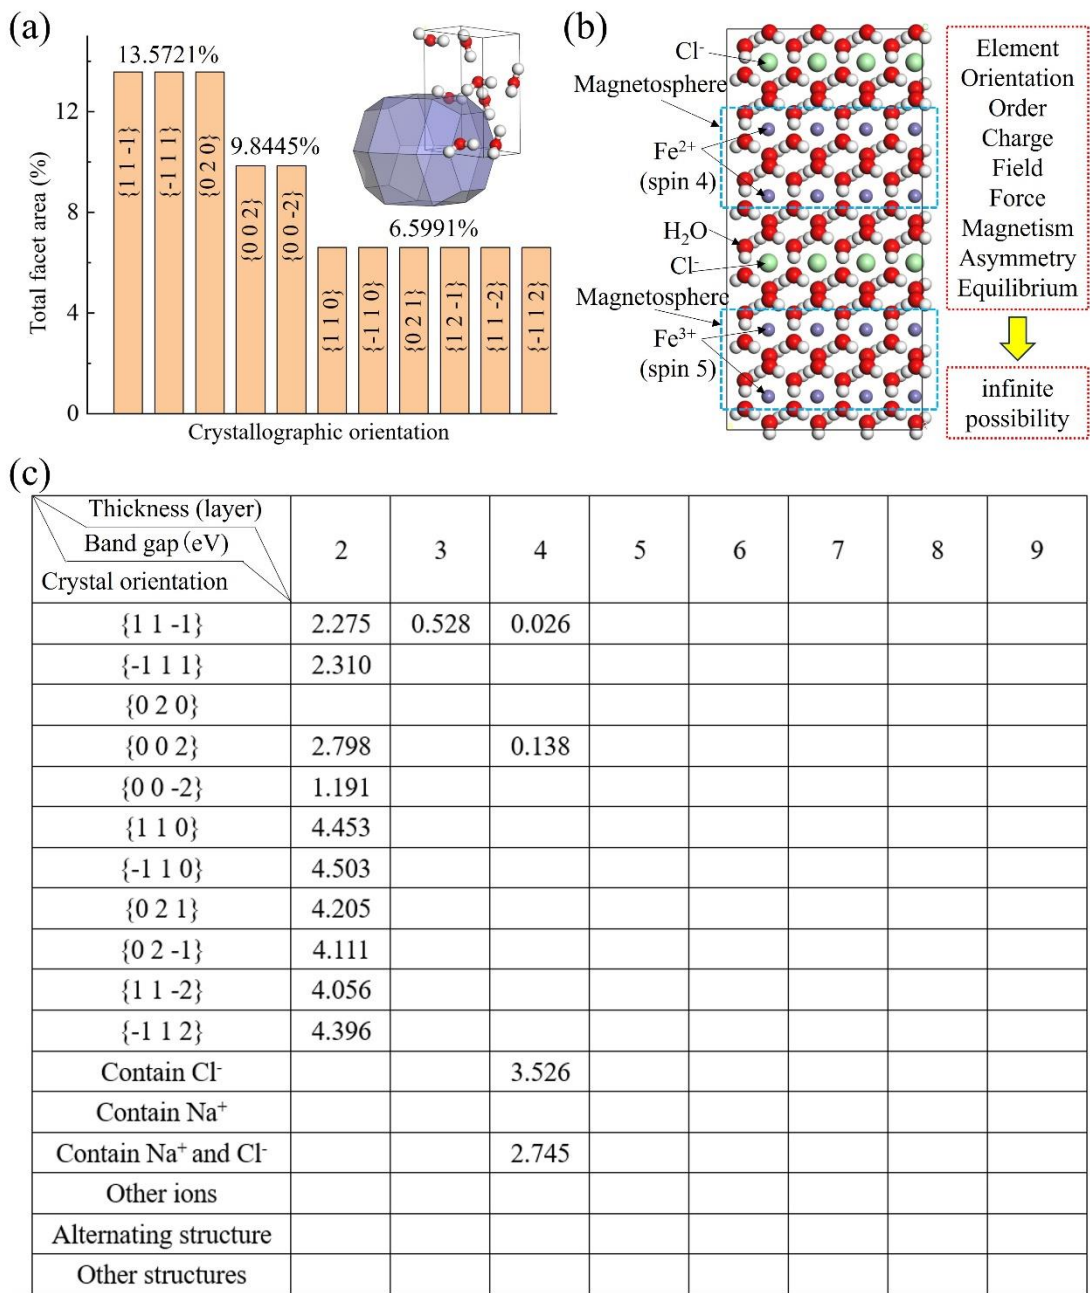 (a)
13.5721%
9.8445%
6.5991%
Total facet area (%)
12
8
4
0
{1 1 -1}
{-1 1 1}
{0 2 0}
{0 0 2}
{0 0 -2}
{1 1 0}
{-1 1 0}
{0 2 1}
{1 2 -1}
{1 1 -2}
{-1 1 2}
Crystallographic orientation
(b)
Cl⁻
Magnetosphere
Fe²⁺
(spin 4)
H₂O
Cl⁻
Magnetosphere
Fe³⁺
(spin 5)
Element
Orientation
Order
Charge
Field
Force
Magnetism
Asymmetry
Equilibrium
infinite
possibility
(c)
Thickness (layer)
Band gap (eV)
Crystal orientation
2 3 4 5 6 7 8 9
{1 1 -1} 2.275 0.528 0.026
{-1 1 1} 2.310
{0 2 0}
{0 0 2} 2.798 0.138
{0 0 -2} 1.191
{1 1 0} 4.453
{-1 1 0} 4.503
{0 2 1} 4.205
{0 2 -1} 4.111
{1 1 -2} 4.056
{-1 1 2} 4.396
Contain Cl⁻ 3.526
Contain Na⁺
Contain Na⁺ and Cl⁻ 2.745
Other ions
Alternating structure
Other structures